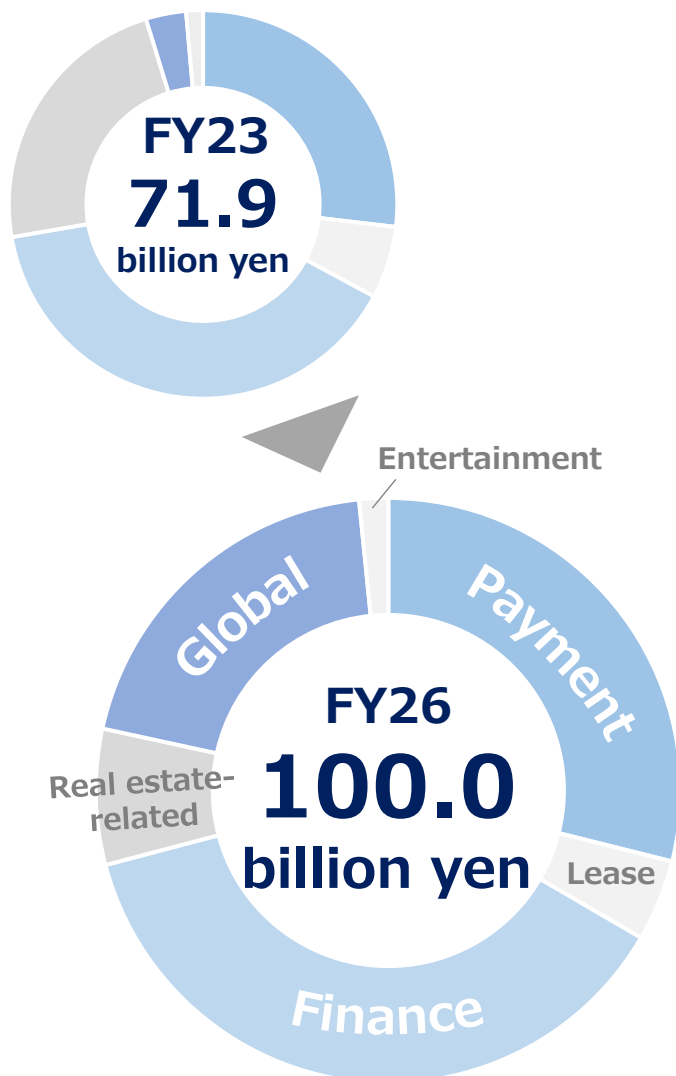 FY23
71.9
billion yen
Entertainment
Global
Payment
FY26
100.0
billion yen
Real estate-
related
Lease
Finance